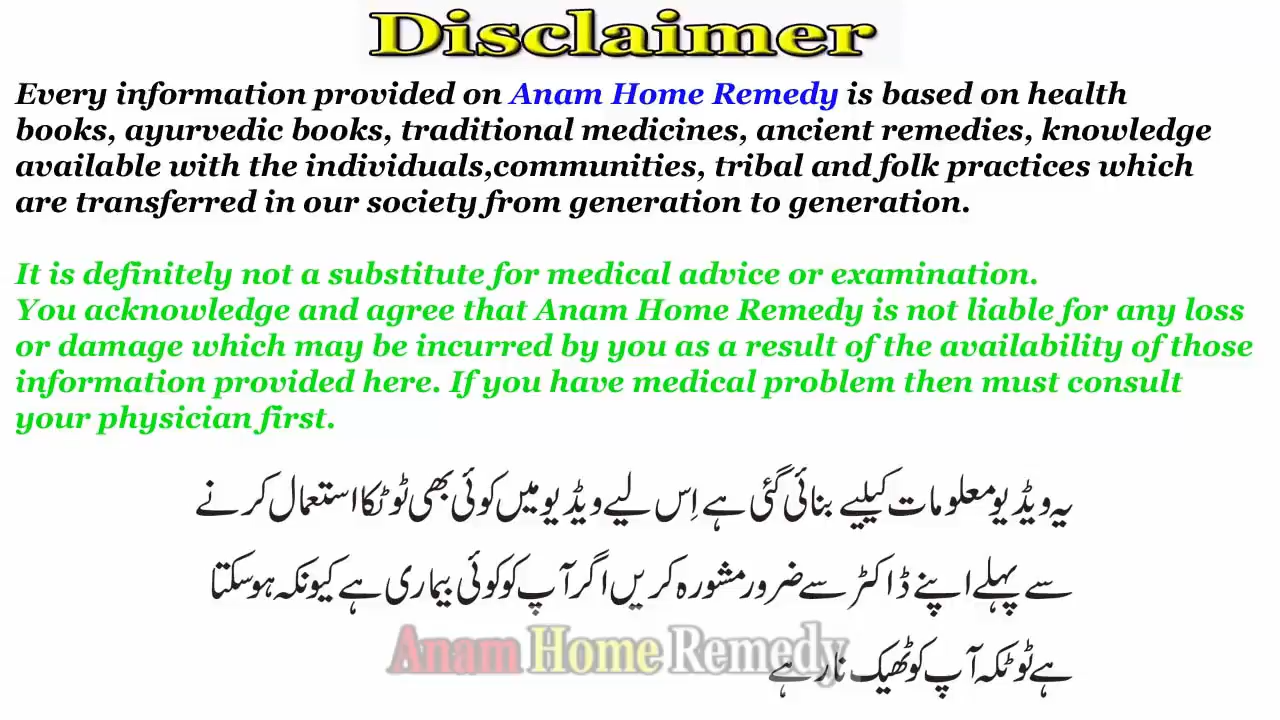 Disclaimer
Every information provided on Anam Home Remedy is based on health
books, ayurvedic books, traditional medicines, ancient remedies, knowledge
available with the individuals,communities, tribal and folk practices which
are transferred in our society from generation to generation.
It is definitely not a substitute for medical advice or examination.
You acknowledge and agree that Anam Home Remedy is not liable for any loss
or damage which may be incurred by you as a result of the availability of those
information provided here. If you have medical problem then must consult
your physician first.
یہ ویڈیو معلومات کیلیے بنائی گئی ہے اِس لیے ویڈیو میں کوئی بھی ٹوٹکا استعمال کرنے
سے پہلے اپنے ڈاکٹر سے ضرور مشورہ کریں اگر آپ کو کوئی بیماری ہے کیونکہ ہو سکتا
ہے ٹوٹکہ آپ کو ٹھیک نا رہے
Anam Home Remedy